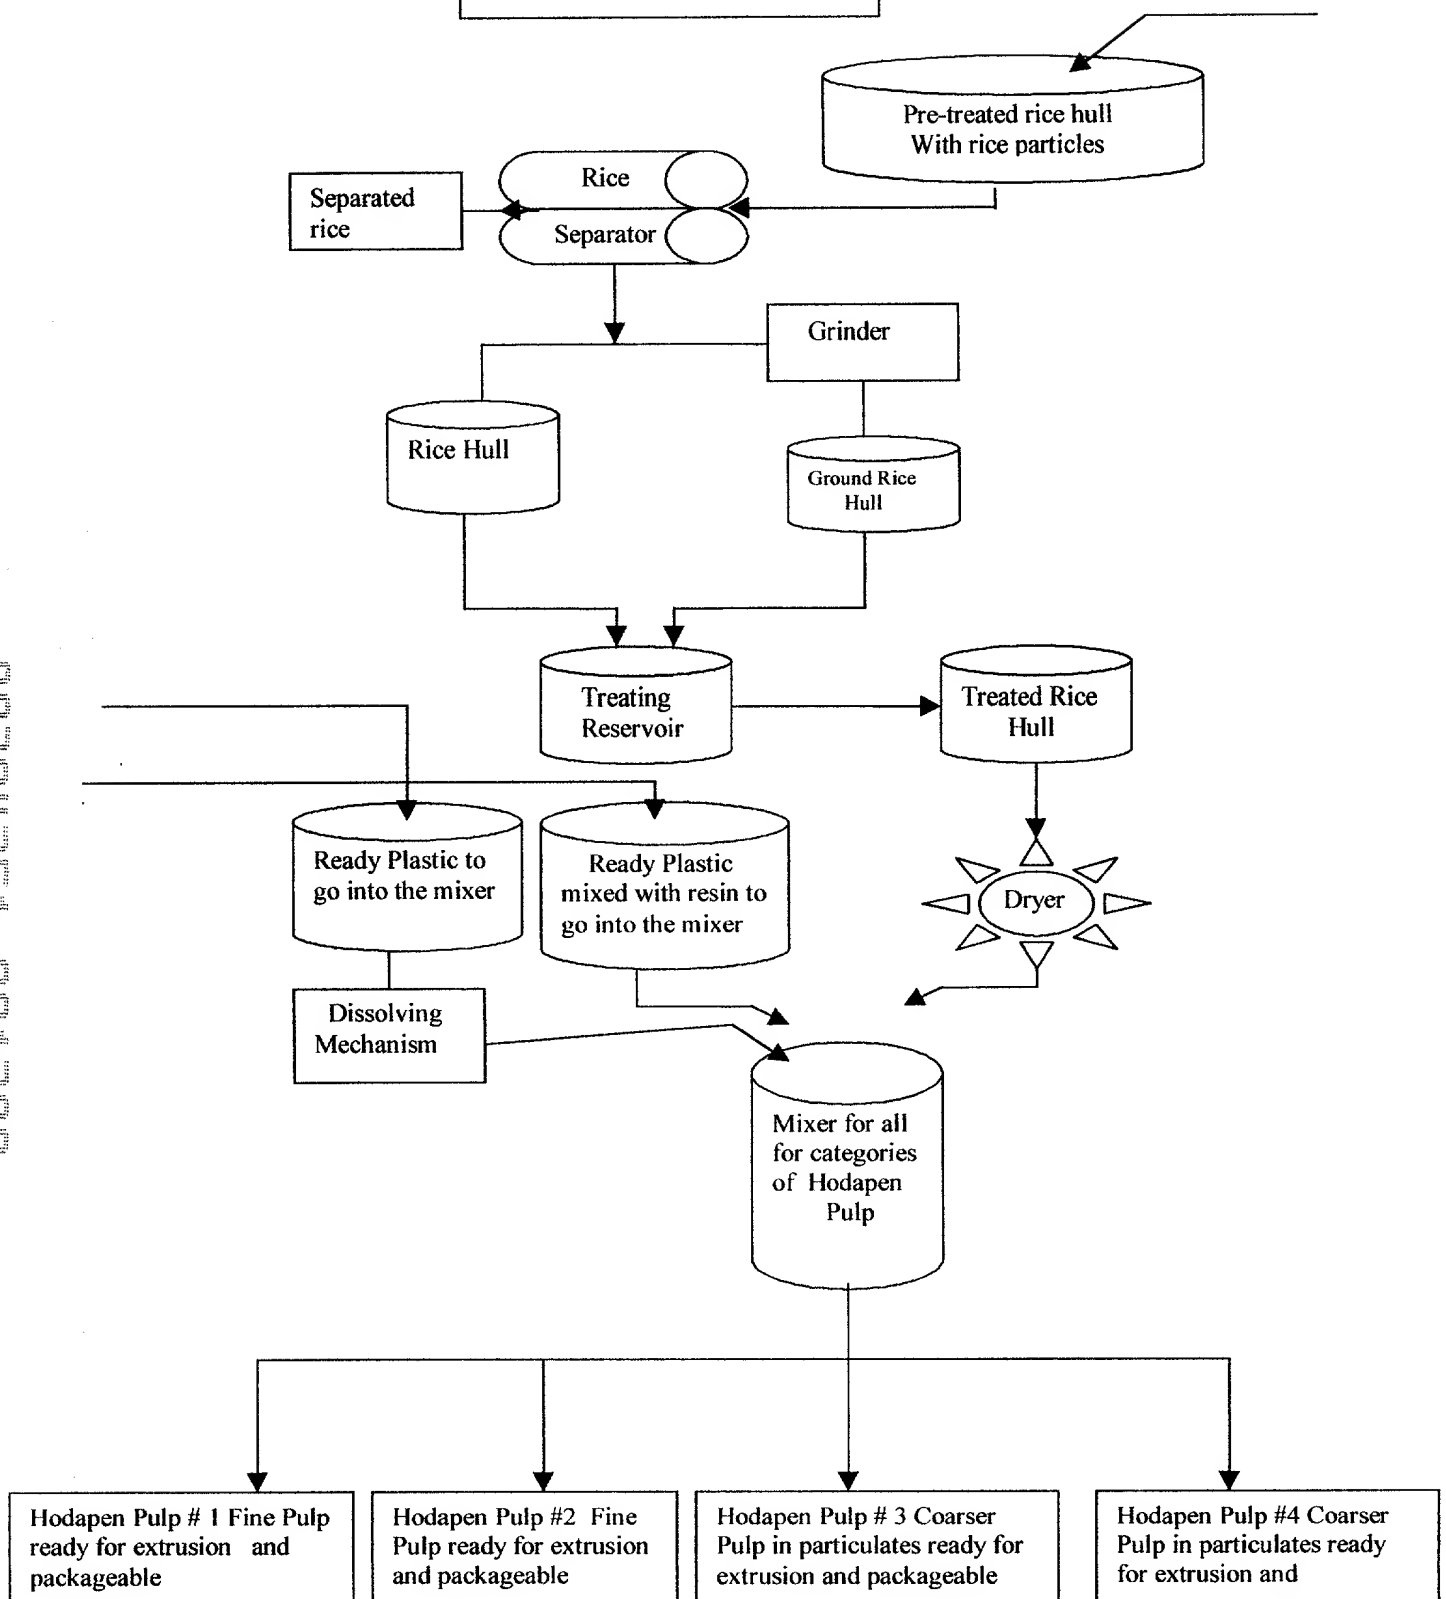 Pre-treated rice hull
With rice particles
Rice
Separator
Separated
rice
Grinder
Rice Hull
Ground Rice
Hull
Treating
Reservoir
Treated Rice
Hull
Ready Plastic to
go into the mixer
Ready Plastic
mixed with resin to
go into the mixer
Dryer
Dissolving
Mechanism
Mixer for all
for categories
of Hodapen
Pulp
Hodapen Pulp # 1 Fine Pulp
ready for extrusion and
packageable
Hodapen Pulp #2 Fine
Pulp ready for extrusion
and packageable
Hodapen Pulp # 3 Coarser
Pulp in particulates ready for
extrusion and packageable
Hodapen Pulp #4 Coarser
Pulp in particulates ready
for extrusion and